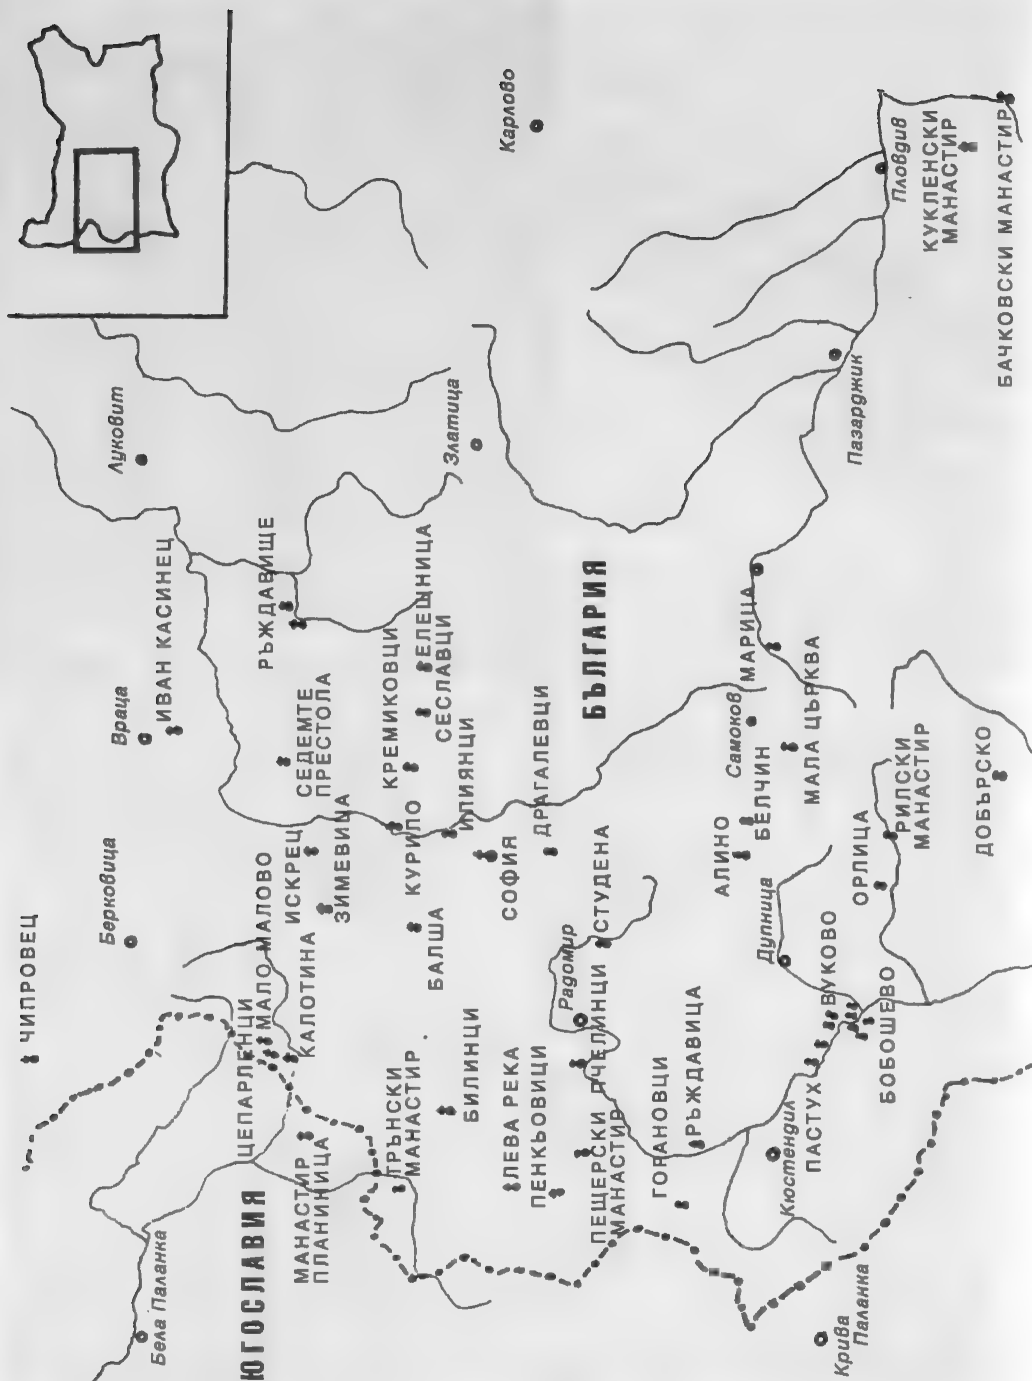 ЧИПРОВЕЦ
Берковица
Враца
ИВАН КАСИНЕЦ
Луковит
Бела Паланка
ЮГОСЛАВИЯ
ЦЕПАРЛЕНЦИ
МАЛО МАЛОВО
КАЛОТИНА
ИСКРЕЦ
ЗИМЕВИЦА
СЕДЕМТЕ
ПРЕСТОЛА
РЪЖДАВИЩЕ
МАНАСТИР
ПЛАНИНИЦА
ТРЪНСКИ
МАНАСТИР
БАЛША
КУРИЛО
КРЕМИКОВЦИ
ЕЛЕШНИЦА
СЕСЛАВЦИ
ИЛИЯНЦИ
Златица
Карлово
БИЛИНЦИ
СОФИЯ
ДРАГАЛЕВЦИ
ЛЕВА РЕКА
ПЕНКЬОВИЦИ
Радомир
ПЧЕЛИНЦИ
СТУДЕНА
БЪЛГАРИЯ
ПЕЩЕРСКИ
МАНАСТИР
ГОРАНОВЦИ
РЪЖДАВИЦА
АЛИНО
БЕЛЧИН
Самоков
МАРИЦА
МАЛА ЦЪРКВА
Дупница
Кюстендил
ПАСТУХ
ВУКОВО
БОБОШЕВО
ОРЛИЦА
РИЛСКИ
МАНАСТИР
ДОБЪРСКО
Крива
Паланка
Пазарджик
Пловдив
КУКЛЕНСКИ
МАНАСТИР
БАЧКОВСКИ МАНАСТИР